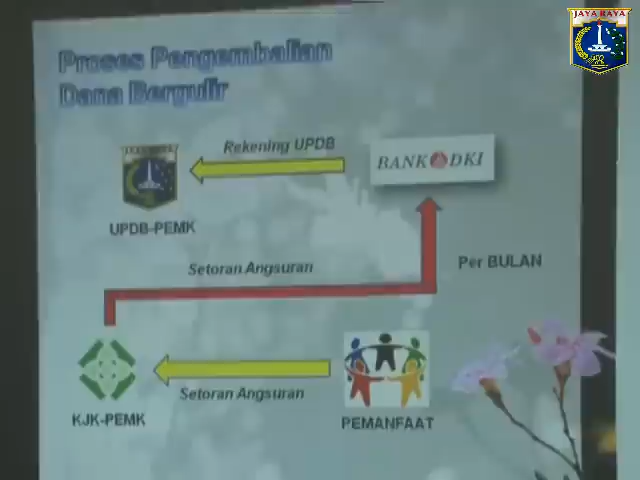 JAYA RAYA
Proses Pengembalian
Dana Bergulir
Rekening UPDB
BANK DKI
UPDB-PEMK
Setoran Angsuran
Per BULAN
Setoran Angsuran
KJK-PEMK
PEMANFAAT